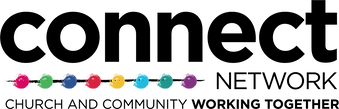 connect
NETWORK
CHURCH AND COMMUNITY WORKING TOGETHER